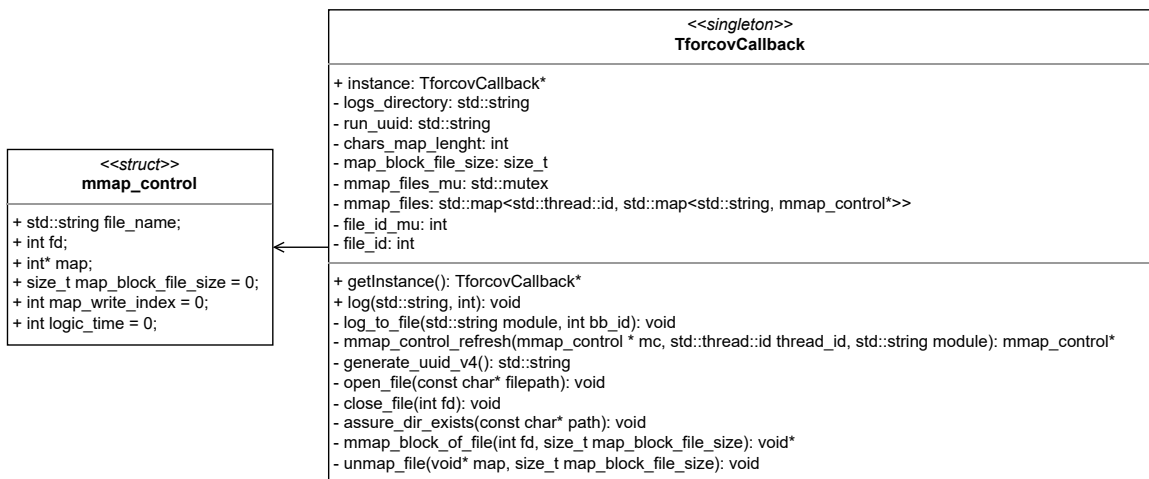 <<singleton>>
TforcovCallback
+ instance: TforcovCallback*
- logs_directory: std::string
- run_uuid: std::string
- chars_map_lenght: int
- map_block_file_size: size_t
- mmap_files_mu: std::mutex
- mmap_files: std::map<std::thread::id, std::map<std::string, mmap_control*>>
- file_id_mu: int
- file_id: int
+ getInstance(): TforcovCallback*
+ log(std::string, int): void
- log_to_file(std::string module, int bb_id): void
- mmap_control_refresh(mmap_control * mc, std::thread::id thread_id, std::string module): mmap_control*
- generate_uuid_v4(): std::string
- open_file(const char* filepath): void
- close_file(int fd): void
- assure_dir_exists(const char* path): void
- mmap_block_of_file(int fd, size_t map_block_file_size): void*
- unmap_file(void* map, size_t map_block_file_size): void
<<struct>>
mmap_control
+ std::string file_name;
+ int fd;
+ int* map;
+ size_t map_block_file_size = 0;
+ int map_write_index = 0;
+ int logic_time = 0;